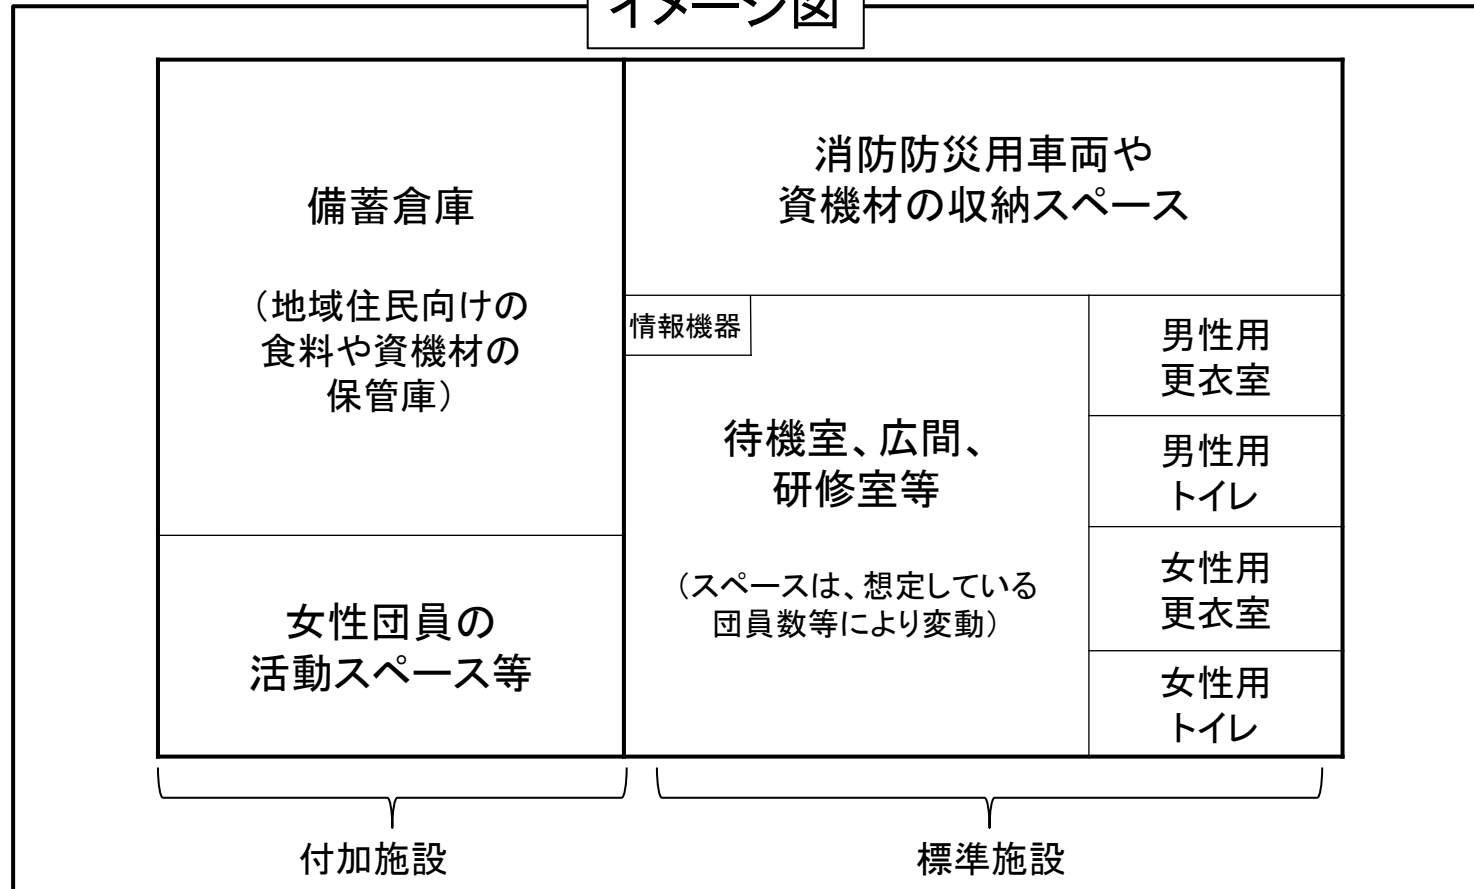 イメージ図
備蓄倉庫
（地域住民向けの
食料や資機材の
保管庫）
女性団員の
活動スペース等
消防防災用車両や
資機材の収納スペース
情報機器
待機室、広間、
研修室等
（スペースは、想定している
団員数等により変動）
男性用
更衣室
男性用
トイレ
女性用
更衣室
女性用
トイレ
付加施設
標準施設